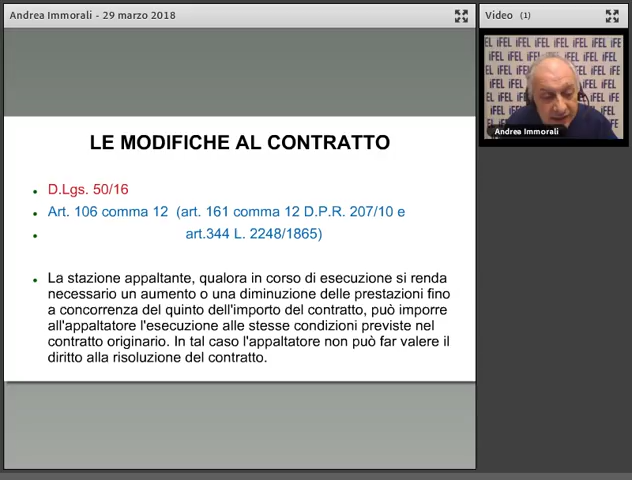 Andrea Immorali - 29 marzo 2018
Video (1)
LE MODIFICHE AL CONTRATTO
D.Lgs. 50/16
Art. 106 comma 12 (art. 161 comma 12 D.P.R. 207/10 e
art.344 L. 2248/1865)
La stazione appaltante, qualora in corso di esecuzione si renda
necessario un aumento o una diminuzione delle prestazioni fino
a concorrenza del quinto dell'importo del contratto, può imporre
all'appaltatore l'esecuzione alle stesse condizioni previste nel
contratto originario. In tal caso l'appaltatore non può far valere il
diritto alla risoluzione del contratto.
iFEL iFEL iFEL iFEL
Andrea Immorali